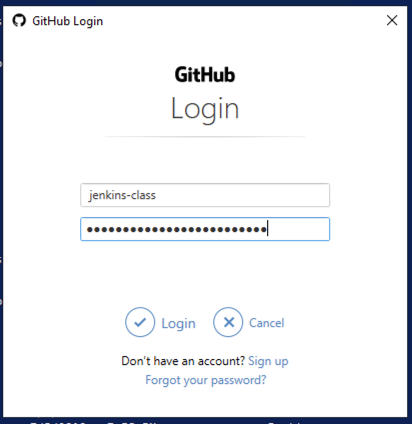 GitHub Login
GitHub
Login
jenkins-class
●●●●●●●●●●●●●●●●●●●●●●●●●
Login Cancel
Don't have an account? Sign up
Forgot your password?